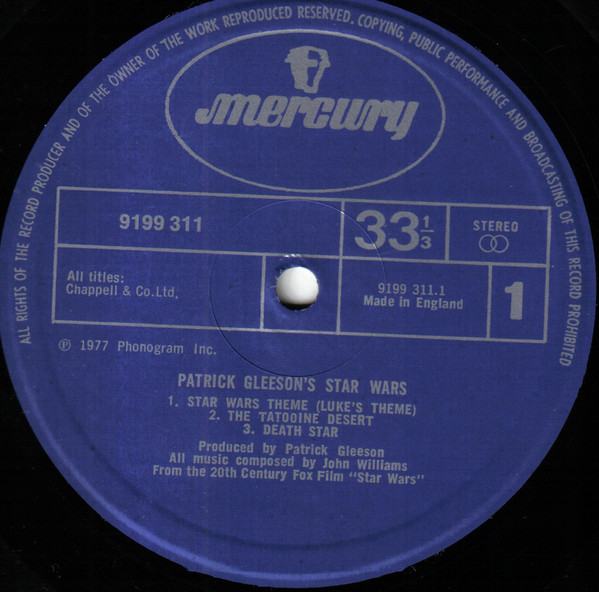 ALL RIGHTS OF THE RECORD PRODUCER AND OF THE OWNER OF THE WORK REPRODUCED RESERVED. COPYING, PUBLIC PERFORMANCE AND BROADCASTING OF THIS RECORD PROHIBITED
mercury
9199 311
33 1/3
STEREO
All titles:
Chappell & Co.Ltd.
9199 311.1
Made in England
1
℗ 1977 Phonogram Inc.
PATRICK GLEESON'S STAR WARS
1. STAR WARS THEME (LUKE'S THEME)
2. THE TATOOINE DESERT
3. DEATH STAR
Produced by Patrick Gleeson
All music composed by John Williams
From the 20th Century Fox Film "Star Wars"